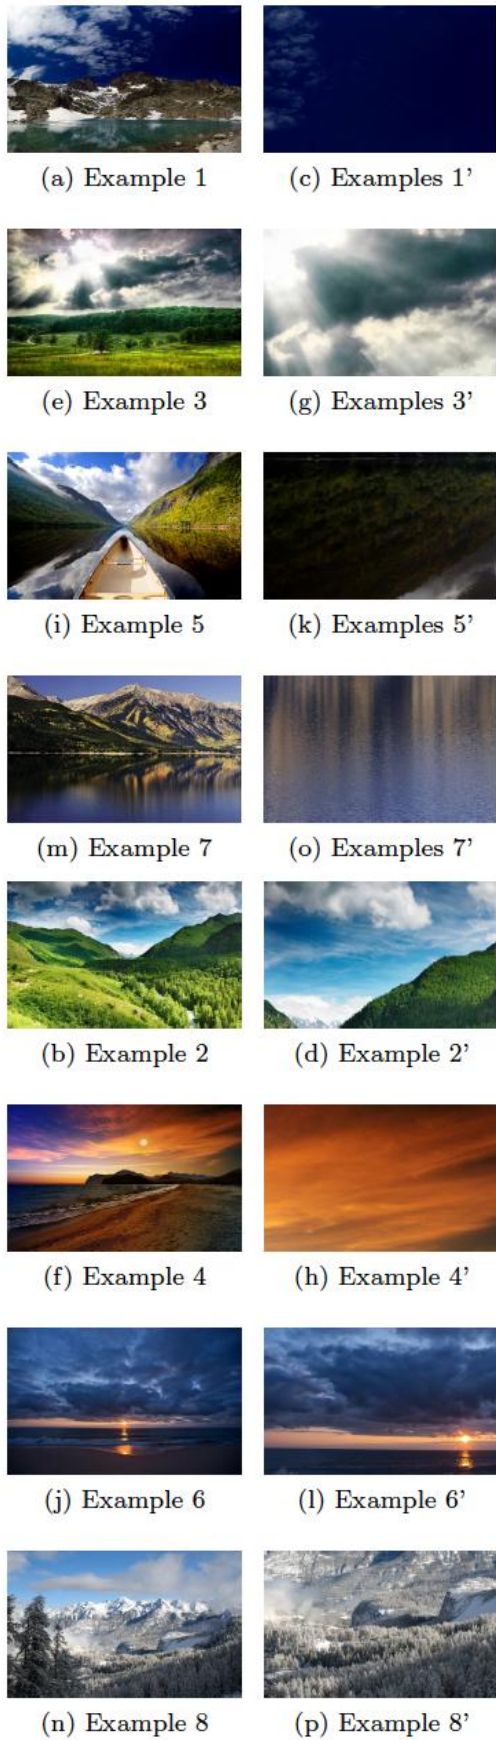 (a) Example 1 (c) Examples 1'
(e) Example 3 (g) Examples 3'
(i) Example 5 (k) Examples 5'
(m) Example 7 (o) Examples 7'
(b) Example 2 (d) Example 2'
(f) Example 4 (h) Example 4'
(j) Example 6 (l) Example 6'
(n) Example 8 (p) Example 8'